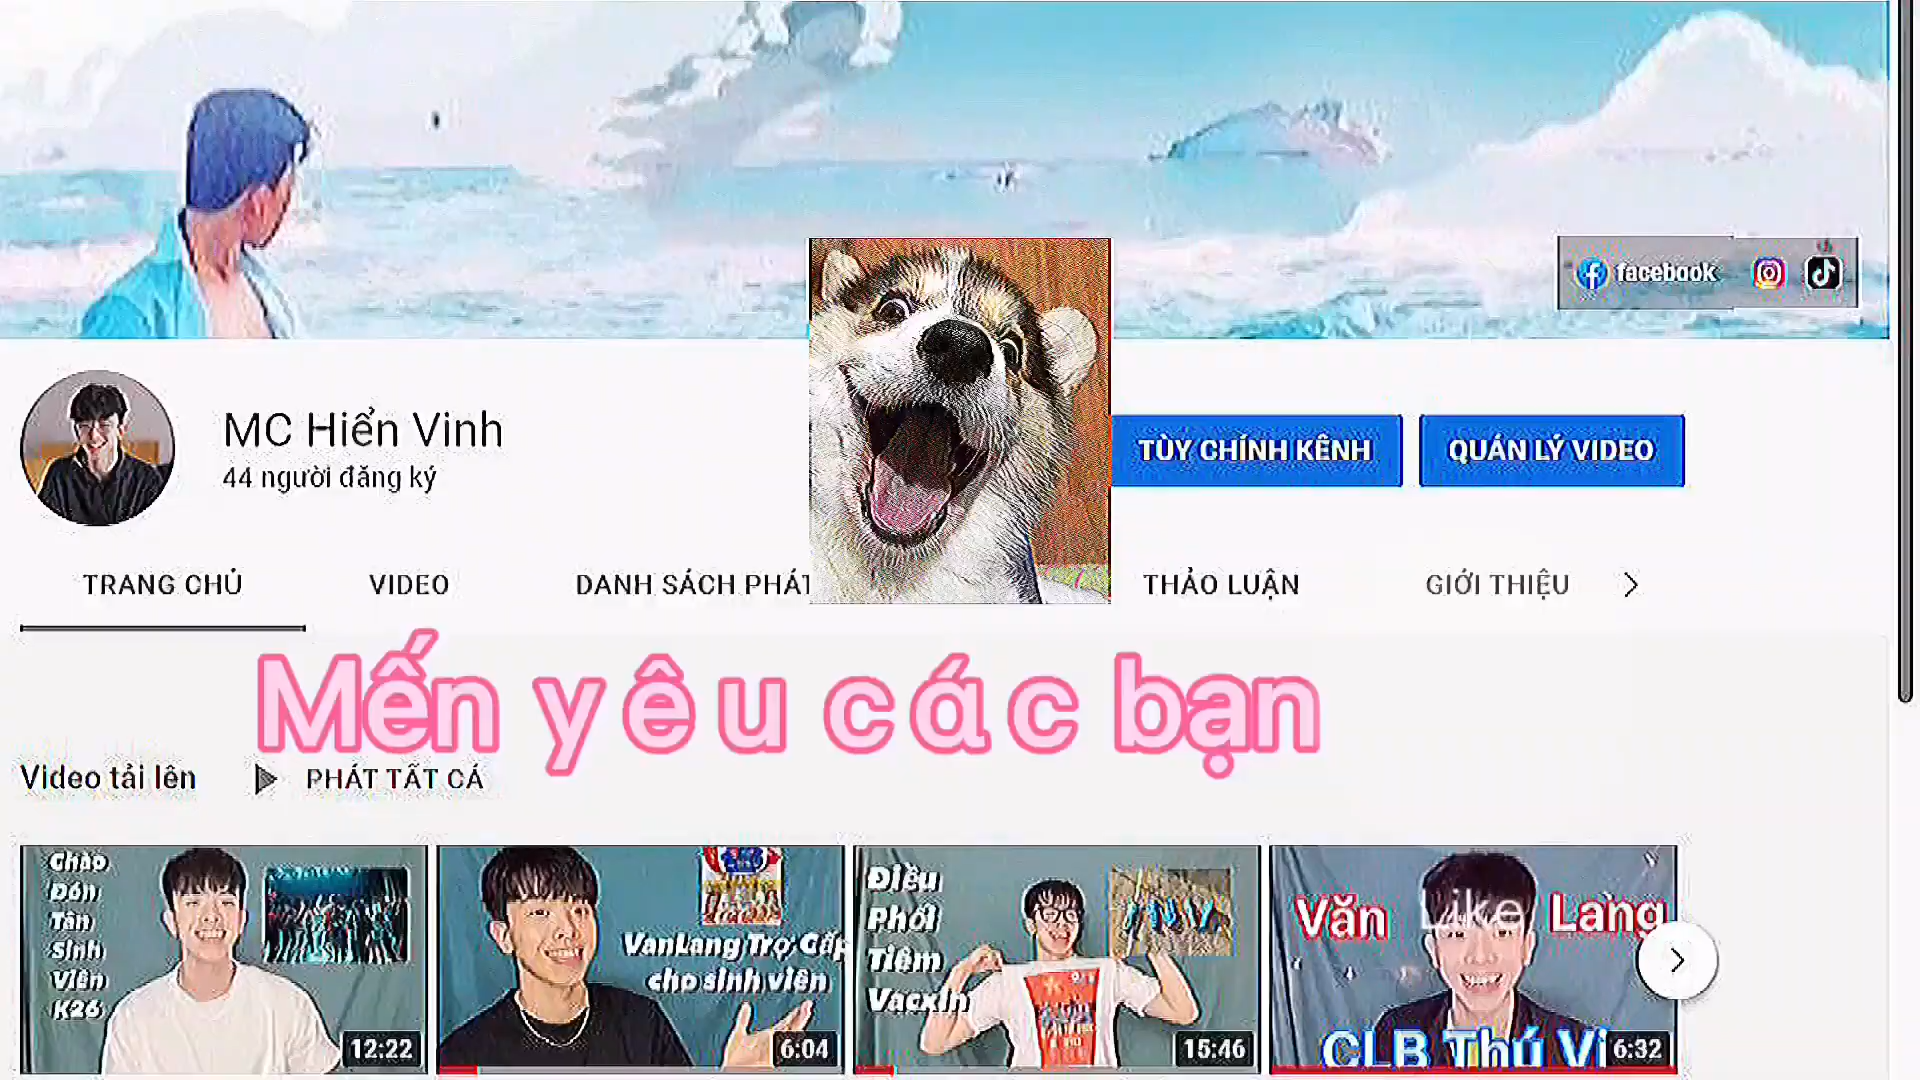 facebook
MC Hiển Vinh
44 người đăng ký
TÙY CHỈNH KÊNH
QUẢN LÝ VIDEO
TRANG CHỦ
VIDEO
DANH SÁCH PHÁT
THẢO LUẬN
GIỚI THIỆU
Mến yêu các bạn
Video tải lên
PHÁT TẤT CẢ
Chào
Đón
Tân
Sinh
Viên
K26
12:22
VanLang Trợ Gấp
cho sinh viên
6:04
Điều
Phối
Tiêm
Vacxin
15:46
Văn Like Lang
CLB Thú Vị
6:32